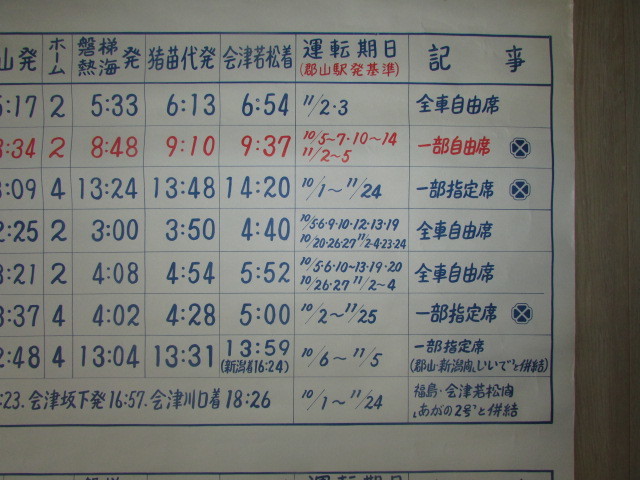 山発 ホーム 磐梯熱海発 猪苗代発 会津若松着 運転期日 (郡山駅発基準) 記 事
5:17 2 5:33 6:13 6:54 11/2・3 全車自由席
8:34 2 8:48 9:10 9:37 10/5~7・10~14 11/2~5 一部自由席
:09 4 13:24 13:48 14:20 10/1~11/24 一部指定席
2:25 2 3:00 3:50 4:40 10/5・6・9・10・12・13・19 10/20・26・27 11/2・4・23・24 全車自由席
:21 2 4:08 4:54 5:52 10/5・6・10~13・19・20 10/26・27 11/2~4 全車自由席
:37 4 4:02 4:28 5:00 10/2~11/25 一部指定席
2:48 4 13:04 13:31 13:59 (新潟着16:24) 10/6~11/5 一部指定席 (郡山・新潟内、いいで と併結)
:23.会津坂下発16:57.会津川口着18:26 10/1~11/24 福島・会津若松内 、あがの2号'と併結